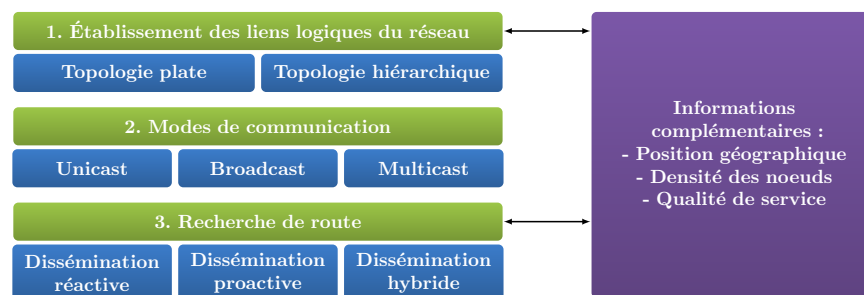 1. Établissement des liens logiques du réseau
Topologie plate
Topologie hiérarchique
2. Modes de communication
Unicast
Broadcast
Multicast
3. Recherche de route
Dissémination
réactive
Dissémination
proactive
Dissémination
hybride
Informations
complémentaires :
- Position géographique
- Densité des noeuds
- Qualité de service